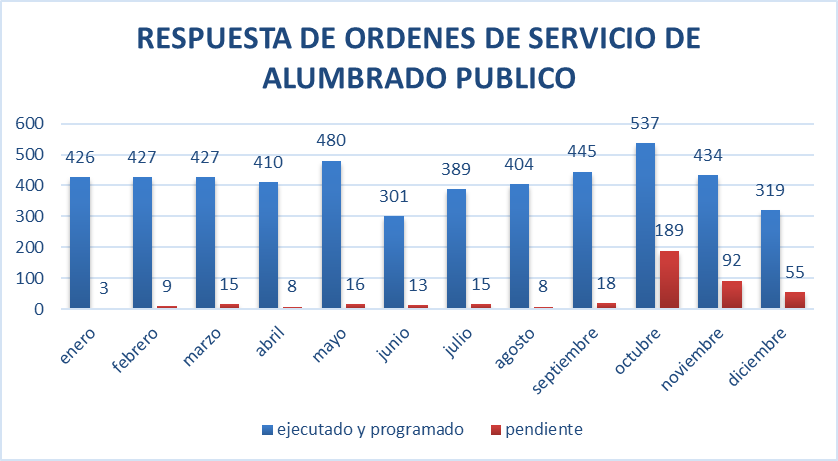 RESPUESTA DE ORDENES DE SERVICIO DE
ALUMBRADO PUBLICO
600
500
400
300
200
100
0
426
3
427
9
427
15
410
8
480
16
301
13
389
15
404
8
445
18
537
189
434
92
319
55
enero
febrero
marzo
abril
mayo
junio
julio
agosto
septiembre
octubre
noviembre
diciembre
ejecutado y programado
pendiente